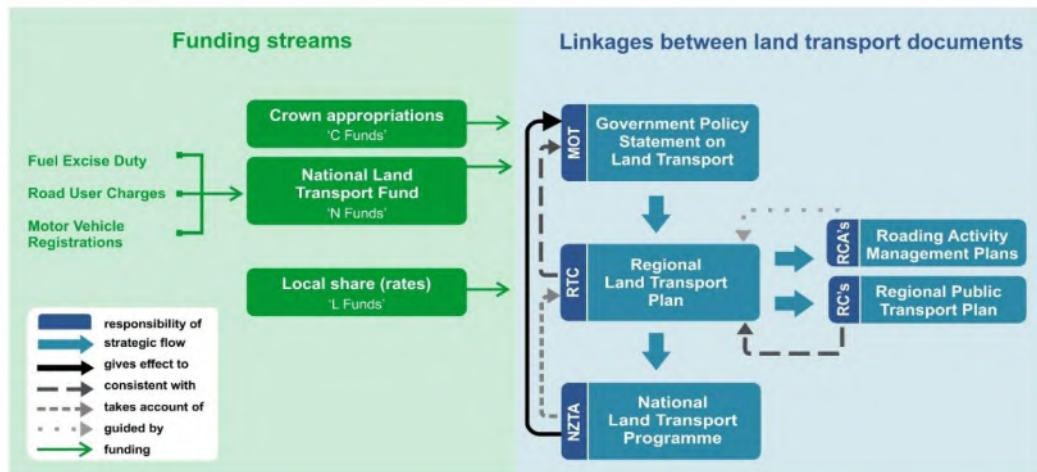 Funding streams
Linkages between land transport documents
Crown appropriations
'C Funds'
Fuel Excise Duty
Road User Charges
Motor Vehicle
Registrations
National Land
Transport Fund
'N Funds'
Local share (rates)
'L Funds'
MOT
Government Policy
Statement on
Land Transport
RTC
Regional
Land Transport
Plan
RCA's
Roading Activity
Management Plans
RC's
Regional Public
Transport Plan
NZTA
National
Land Transport
Programme
responsibility of
strategic flow
gives effect to
consistent with
takes account of
guided by
funding